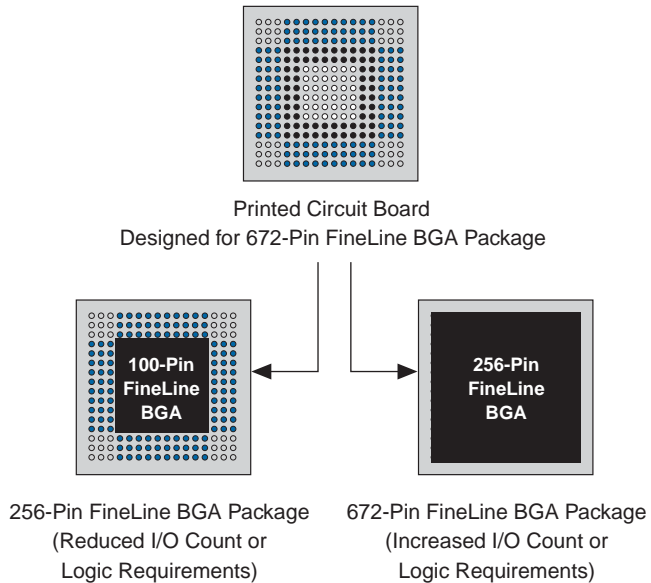 Printed Circuit Board
Designed for 672-Pin FineLine BGA Package
100-Pin
FineLine
BGA
256-Pin
FineLine
BGA
256-Pin FineLine BGA Package
(Reduced I/O Count or
Logic Requirements)
672-Pin FineLine BGA Package
(Increased I/O Count or
Logic Requirements)